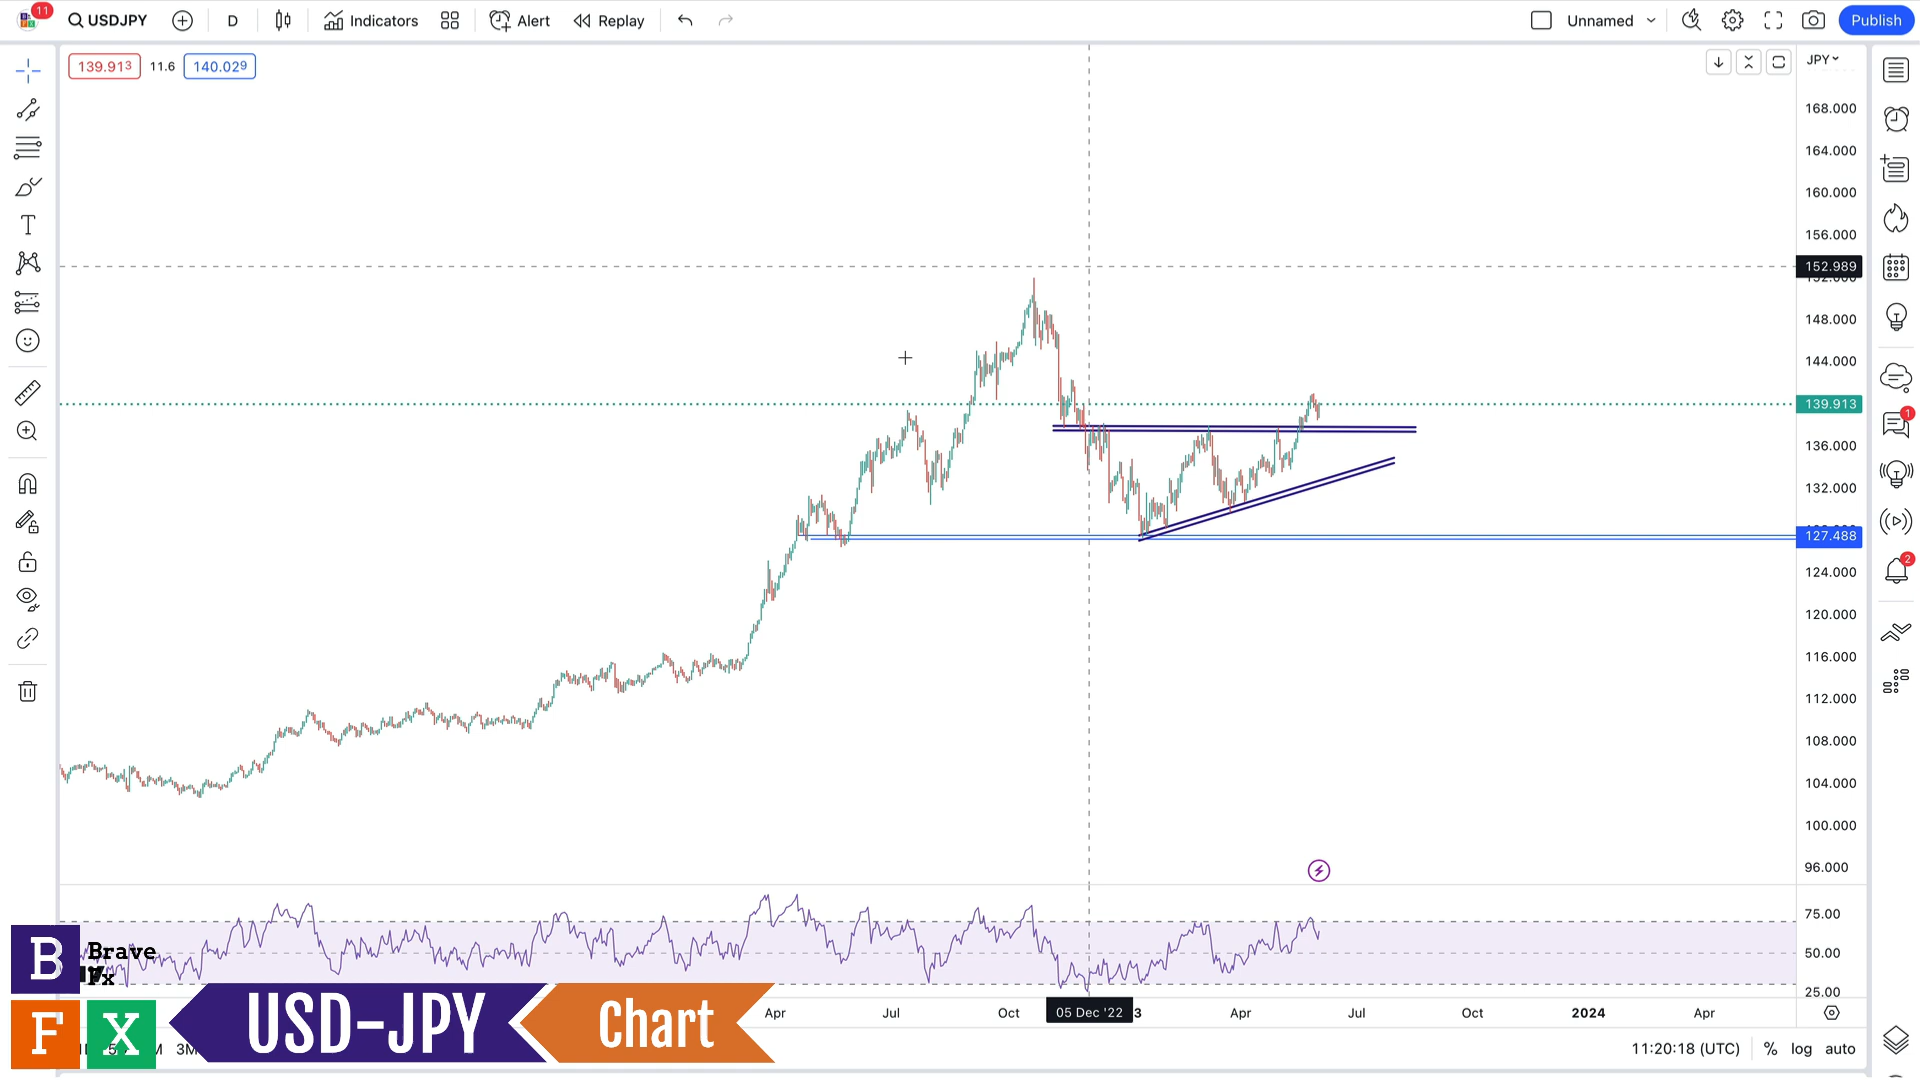 11
USDJPY
D
Indicators
Alert
Replay
Unnamed
Publish
139.913
11.6
140.029
JPY
168.000
164.000
160.000
156.000
152.989
148.000
144.000
139.913
136.000
132.000
127.488
124.000
120.000
116.000
112.000
108.000
104.000
100.000
96.000
75.00
50.00
25.00
1
2
T
Apr
Jul
Oct
05 Dec '22
3
Apr
Jul
Oct
2024
Apr
B
Brave
Fx
F X
USD-JPY
Chart
3M
11:20:18 (UTC)
%
log
auto